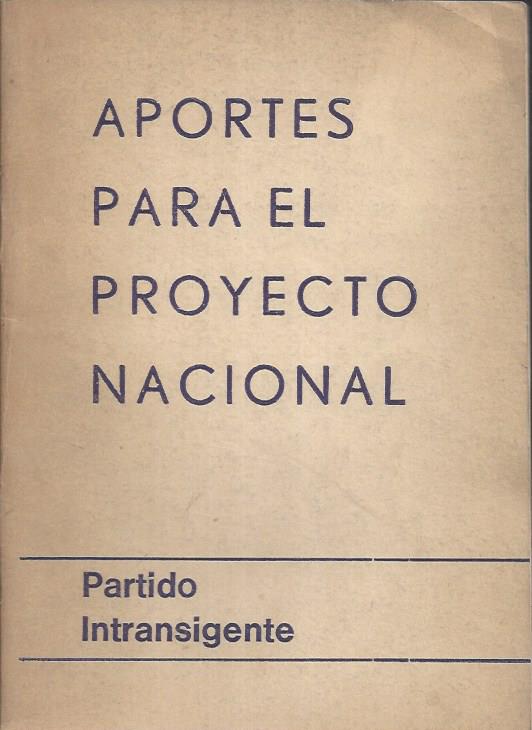 APORTES
PARA EL
PROYECTO
NACIONAL
Partido
Intransigente